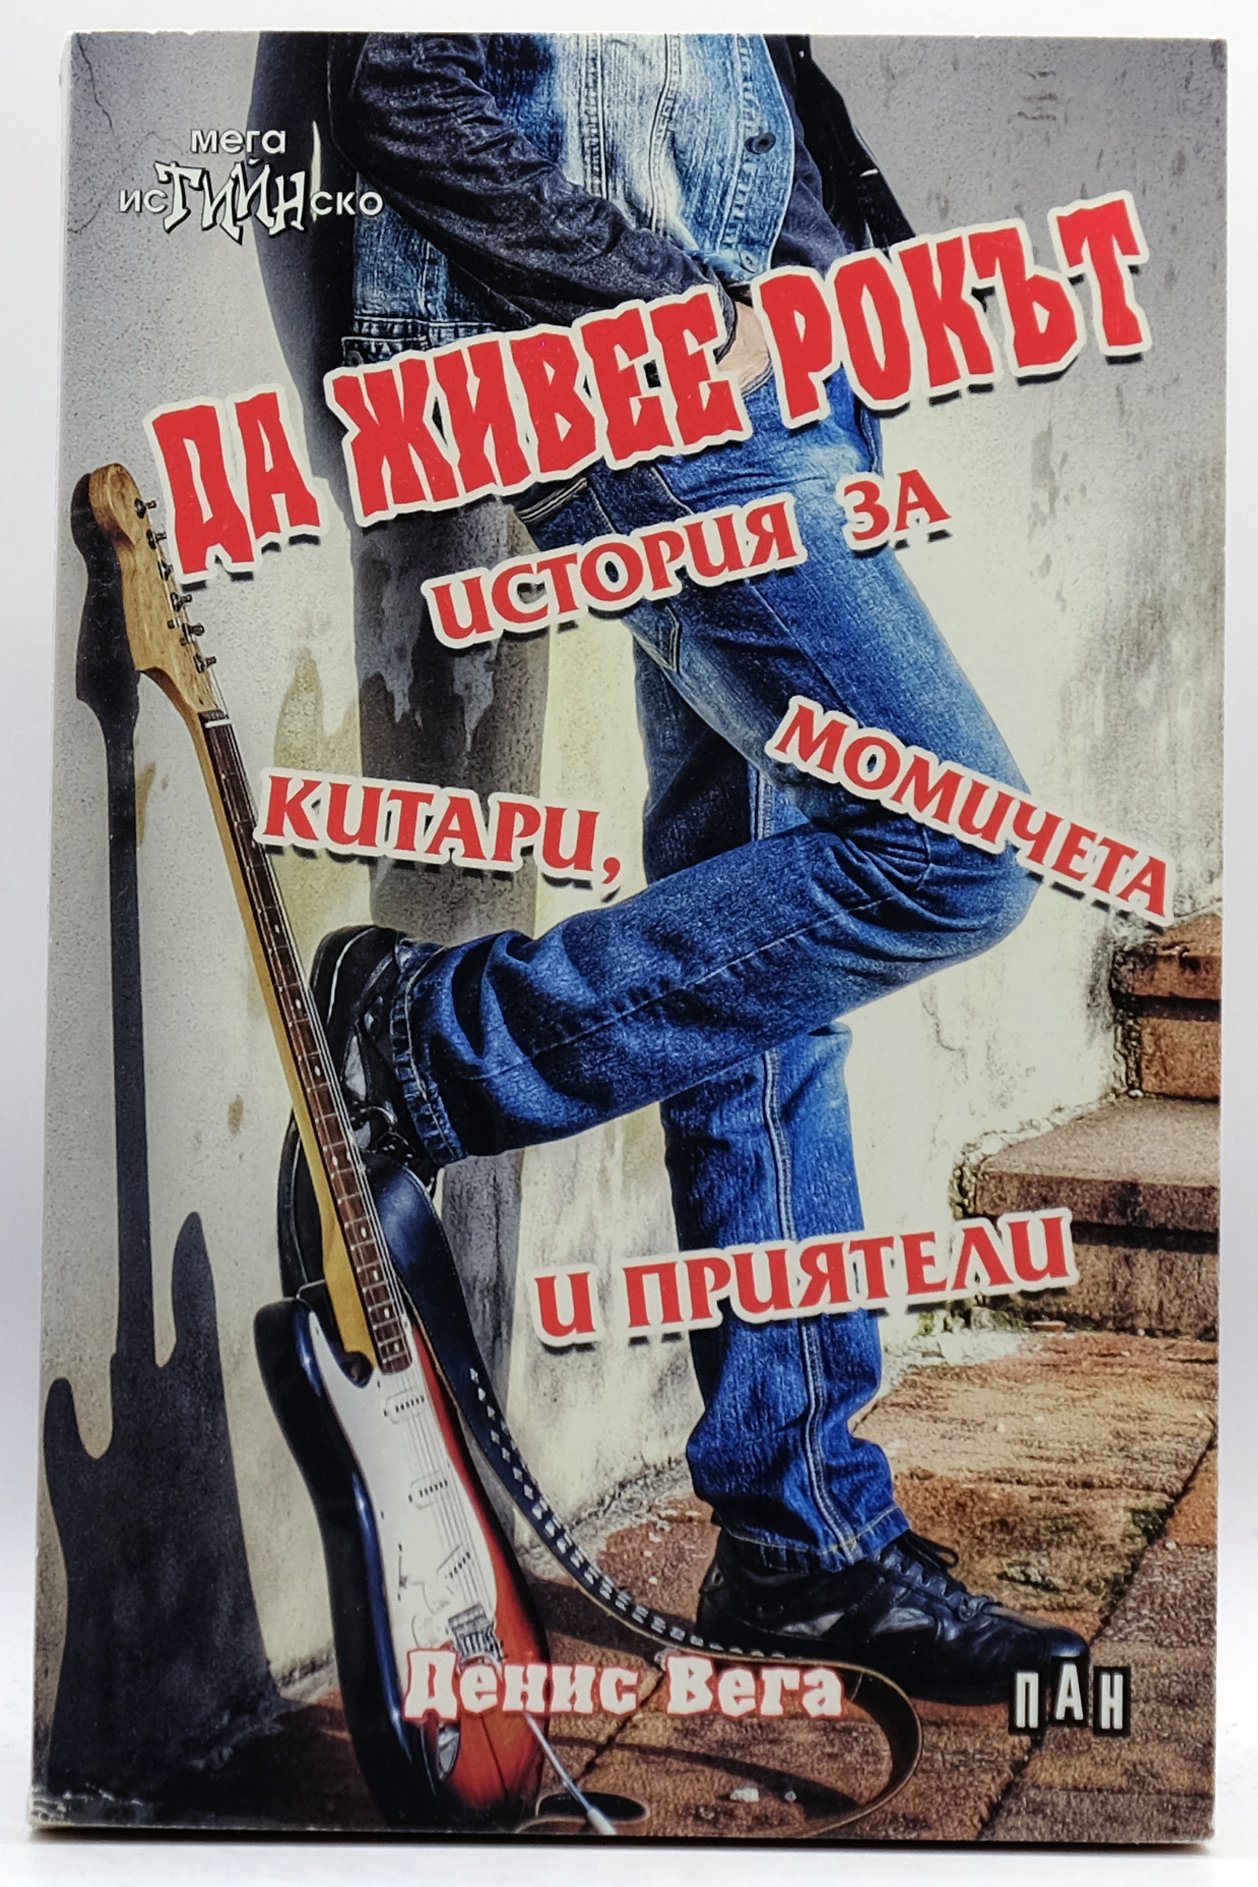 мега
исТИЙНско
ДА ЖИВЕЕ РОКЪТ
ИСТОРИЯ ЗА
КИТАРИ,
МОМИЧЕТА
И ПРИЯТЕЛИ
Денис Вега
ПАН